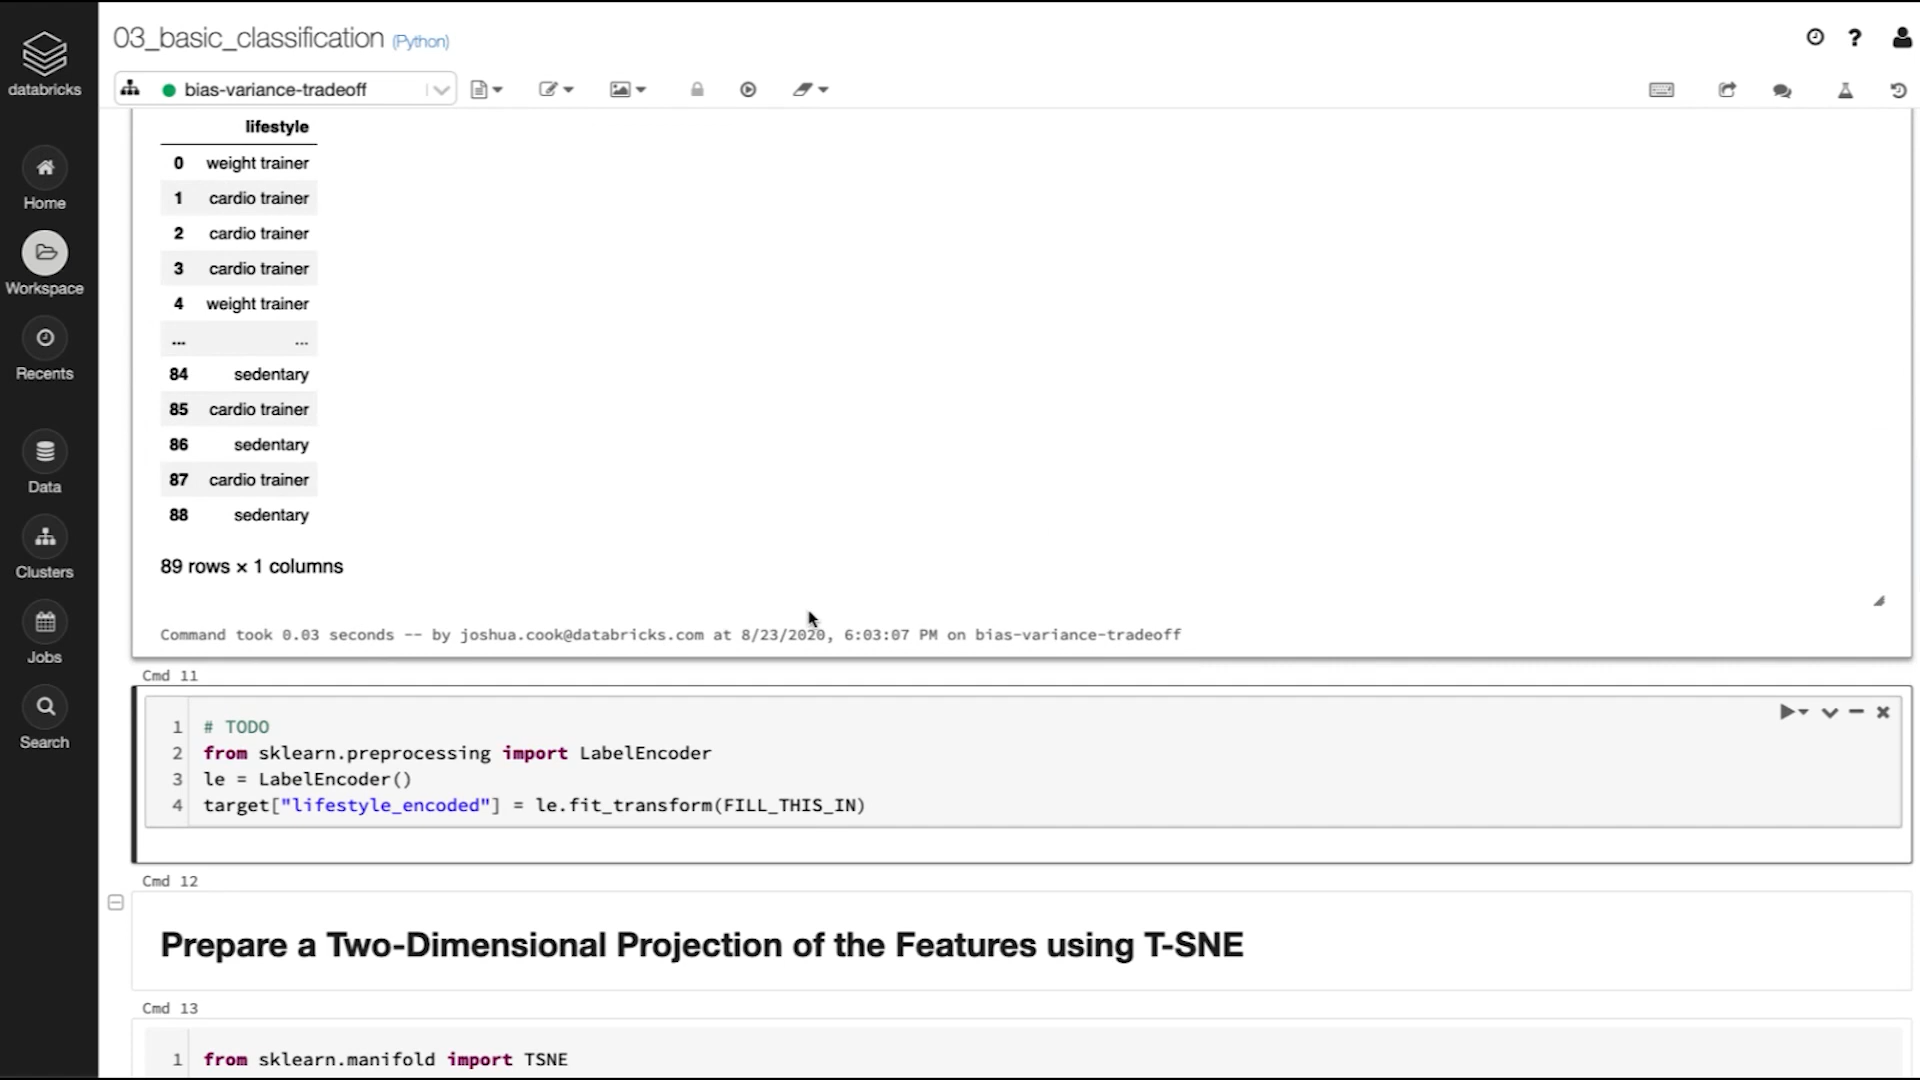 databricks
Home
Workspace
Recents
Data
Clusters
Jobs
Search
03_basic_classification (Python)
bias-variance-tradeoff
lifestyle
0 weight trainer
1 cardio trainer
2 cardio trainer
3 cardio trainer
4 weight trainer
... ...
84 sedentary
85 cardio trainer
86 sedentary
87 cardio trainer
88 sedentary
89 rows × 1 columns
Command took 0.03 seconds -- by joshua.cook@databricks.com at 8/23/2020, 6:03:07 PM on bias-variance-tradeoff
Cmd 11
1 # TODO
2 from sklearn.preprocessing import LabelEncoder
3 le = LabelEncoder()
4 target["lifestyle_encoded"] = le.fit_transform(FILL_THIS_IN)
Cmd 12
Prepare a Two-Dimensional Projection of the Features using T-SNE
Cmd 13
1 from sklearn.manifold import TSNE